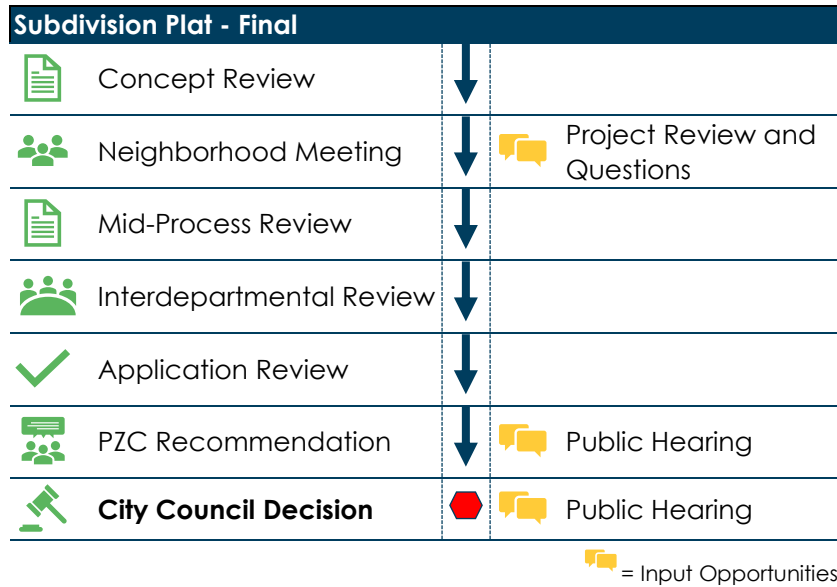 Subdivision Plat - Final
Concept Review
Neighborhood Meeting
Project Review and
Questions
Mid-Process Review
Interdepartmental Review
Application Review
PZC Recommendation
Public Hearing
City Council Decision
Public Hearing
= Input Opportunities